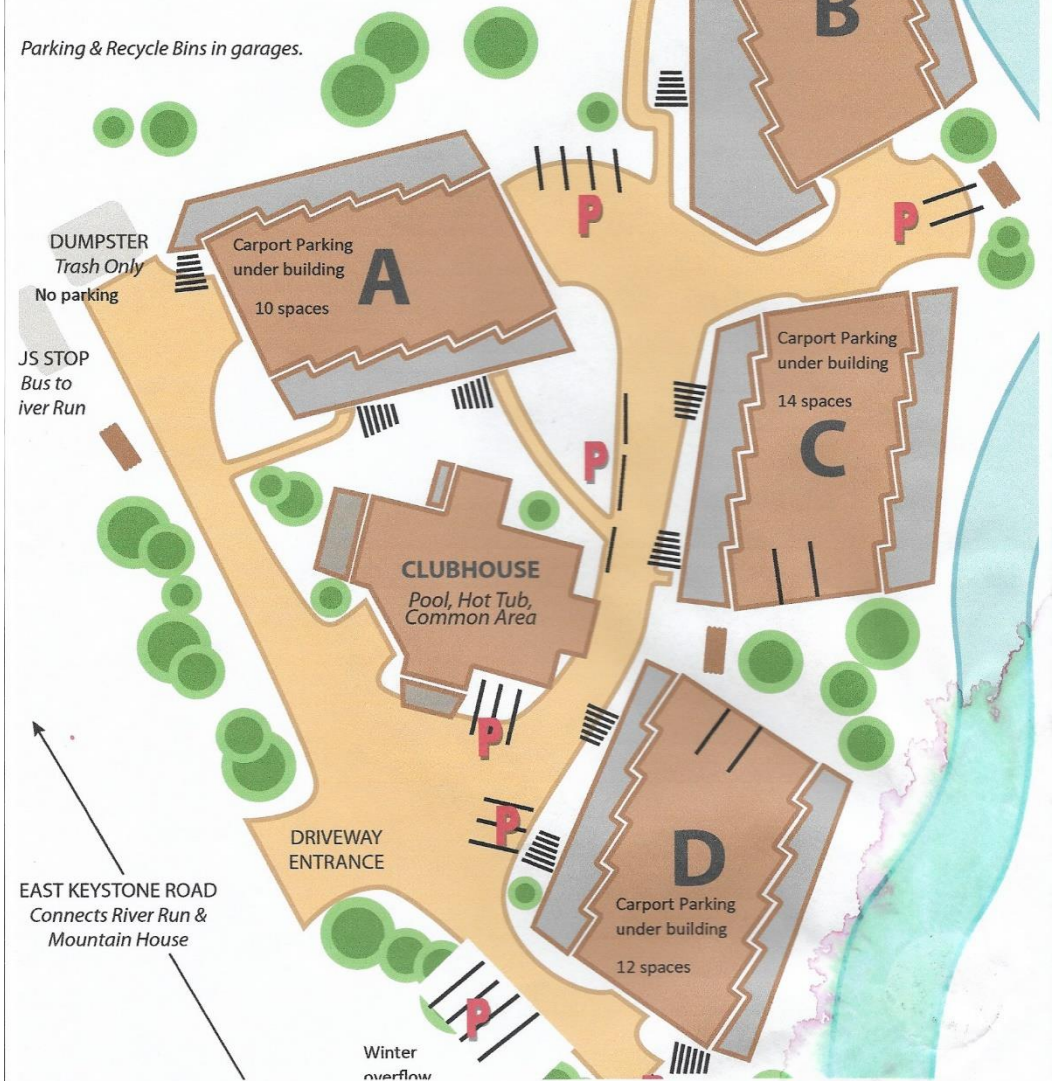 Parking & Recycle Bins in garages.
B
P
P
DUMPSTER
Trash Only
No parking
Carport Parking
under building
10 spaces
A
JS STOP
Bus to
iver Run
Carport Parking
under building
14 spaces
C
P
CLUBHOUSE
Pool, Hot Tub,
Common Area
P
P
DRIVEWAY
ENTRANCE
D
Carport Parking
under building
12 spaces
EAST KEYSTONE ROAD
Connects River Run &
Mountain House
P
Winter
overflow